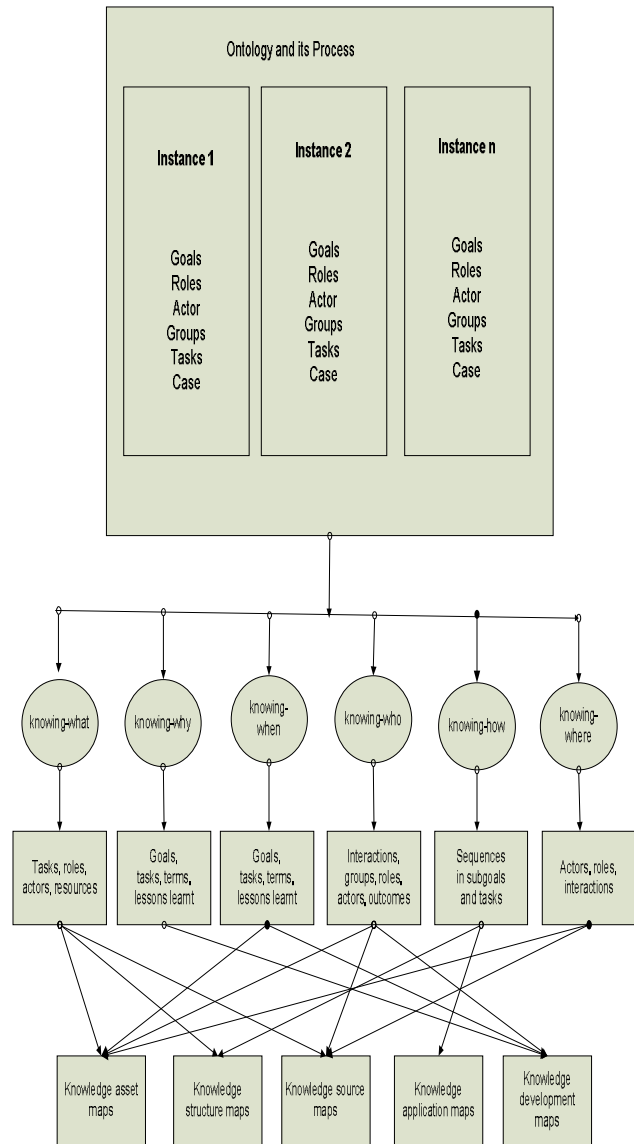 Ontology and its Process
Instance 1
Goals
Roles
Actor
Groups
Tasks
Case
Instance 2
Goals
Roles
Actor
Groups
Tasks
Case
Instance n
Goals
Roles
Actor
Groups
Tasks
Case
knowing-what
knowing-why
knowing-
when
knowing-who
knowing-how
knowing-
where
Tasks, roles,
actors, resources
Goals,
tasks, terms,
lessons learnt
Goals,
tasks, terms,
lessons learnt
Interactions,
groups, roles,
actors, outcomes
Sequences
in subgoals
and tasks
Actors, roles,
interactions
Knowledge asset
maps
Knowledge
structure maps
Knowledge source
maps
Knowledge
application maps
Knowledge
development
maps